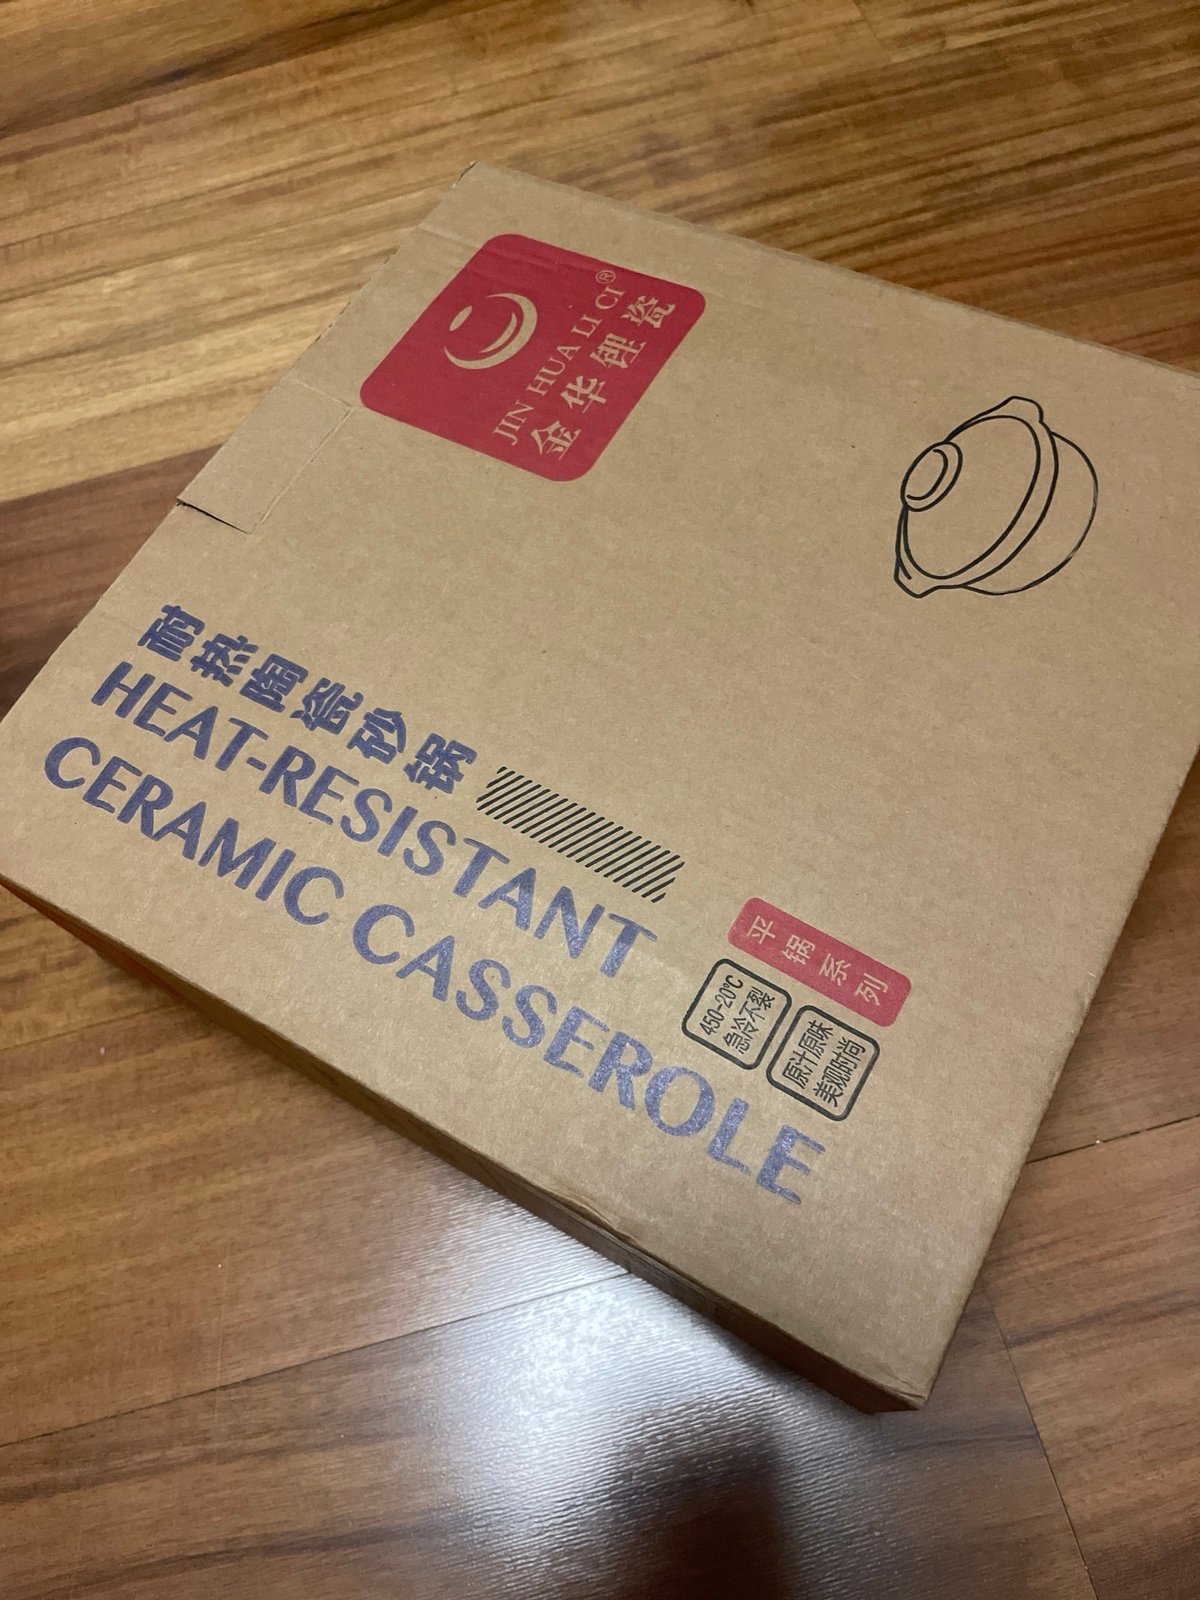 JIN HUA LI CI®
金华锂瓷
耐热陶瓷砂锅
HEAT-RESISTANT
CERAMIC CASSEROLE
平锅系列
450-20℃
急冷不裂
原汁原味
美观时尚